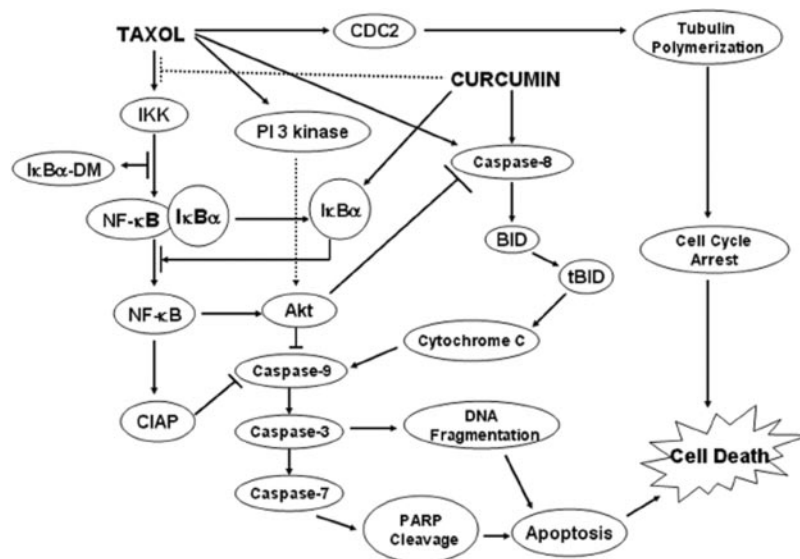 TAXOL
CDC2
Tubulin
Polymerization
CURCUMIN
IKK
PI 3 kinase
Caspase-8
IκBα-DM
NF-κB
IκBα
IκBα
BID
Cell Cycle
Arrest
tBID
NF-κB
Akt
Cytochrome C
Caspase-9
CIAP
Caspase-3
DNA
Fragmentation
Cell Death
Caspase-7
PARP
Cleavage
Apoptosis